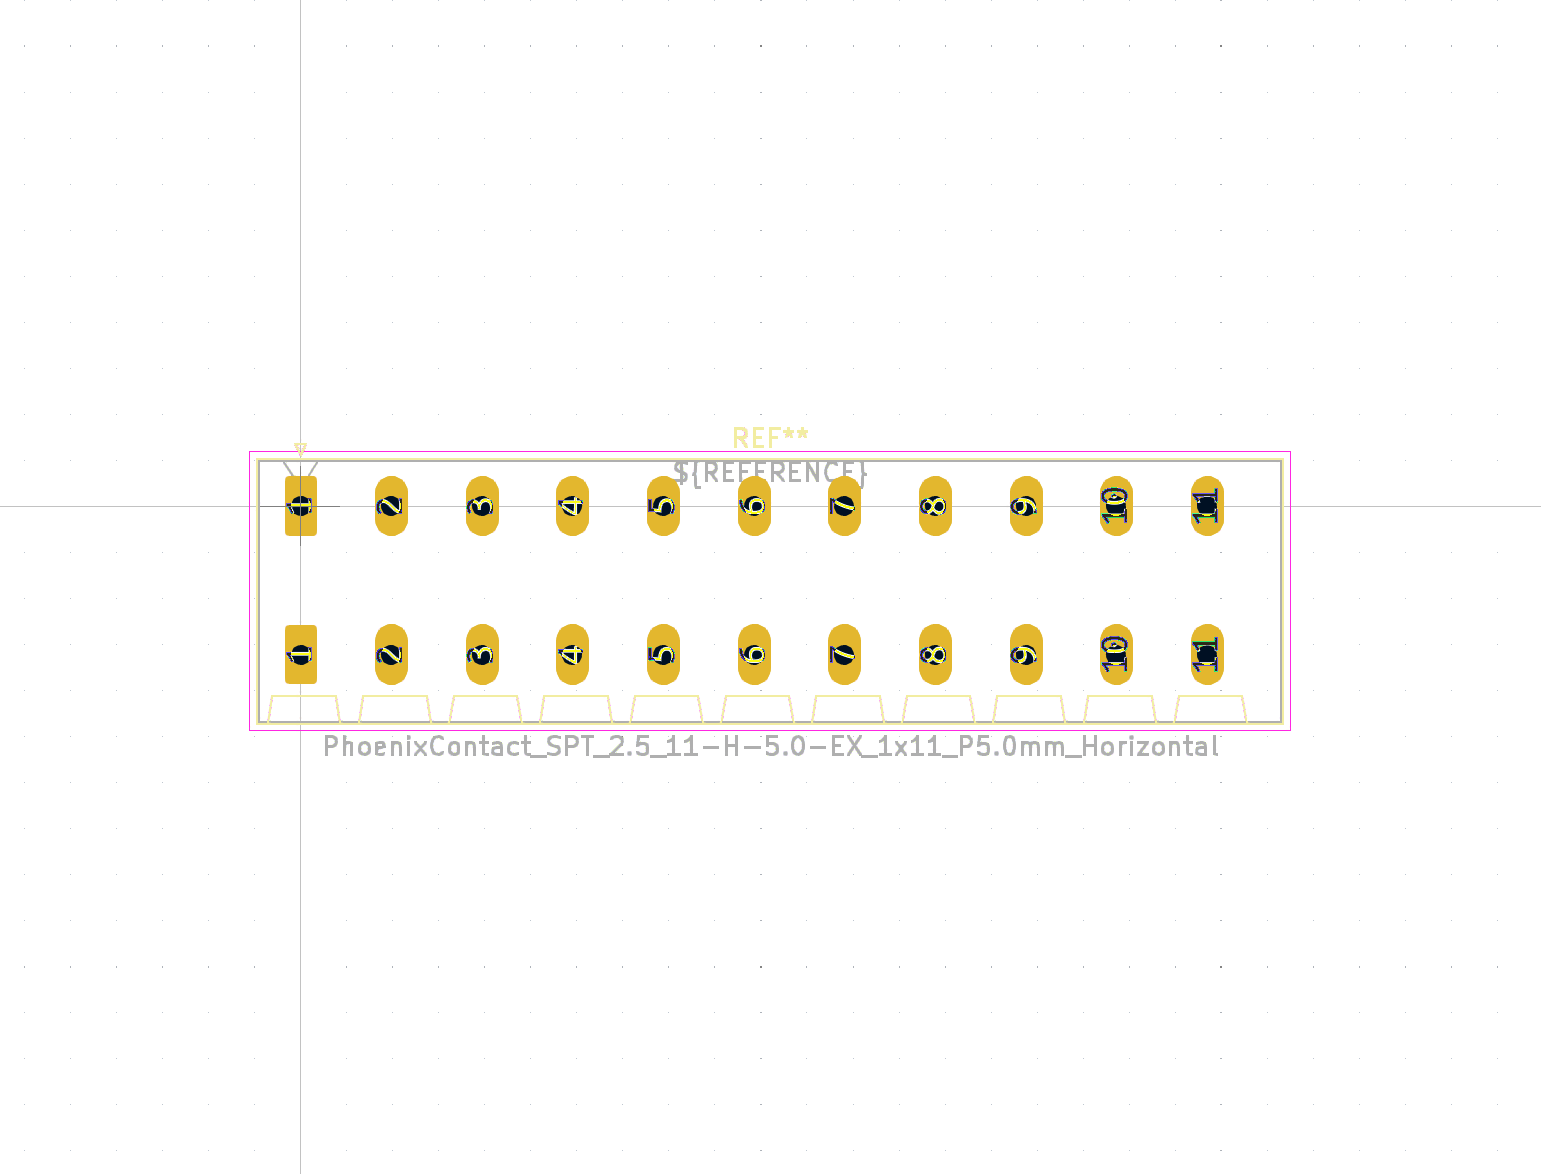 REF**
${REFERENCE}
1 2 3 4 5 6 7 8 9 10 11
1 2 3 4 5 6 7 8 9 10 11
PhoenixContact_SPT_2.5_11-H-5.0-EX_1x11_P5.0mm_Horizontal